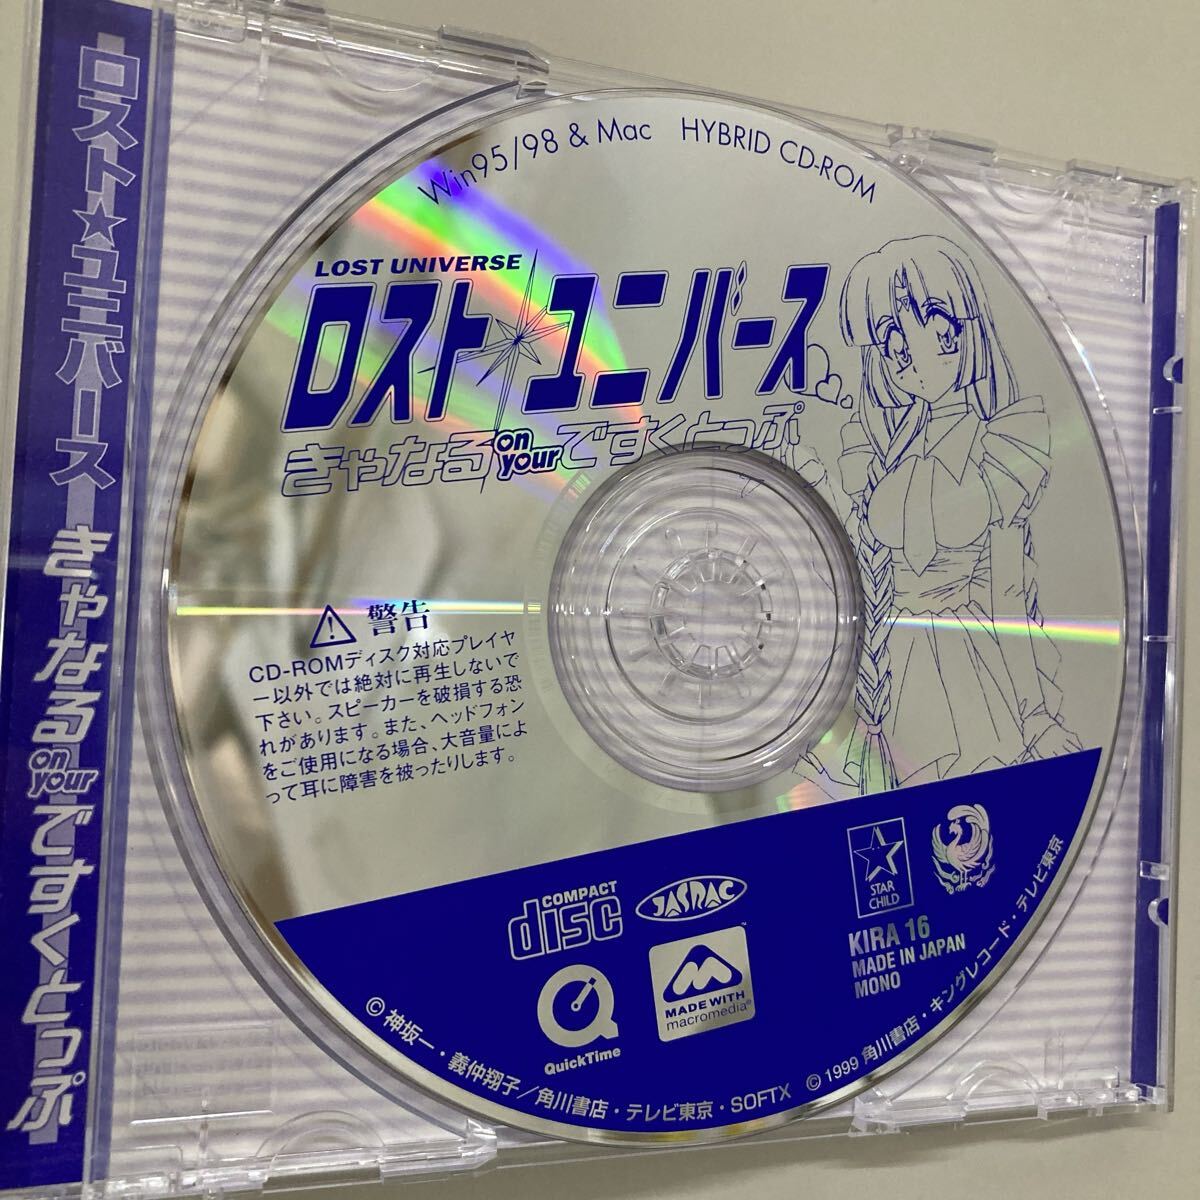 ロスト☆ユニバース きゃなる on your ですくとっぷ
Win95/98 & Mac HYBRID CD-ROM
LOST UNIVERSE
ロスト☆ユニバース
きゃなる on your ですくとっぷ
警告
CD-ROMディスク対応プレイヤ
ー以外では絶対に再生しないで
下さい。スピーカーを破損する恐
れがあります。また、ヘッドフォン
をご使用になる場合、大音量によ
って耳に障害を被ったりします。
COMPACT
disc
JASRAC
STAR
CHILD
QuickTime
MADE WITH
macromedia
KIRA 16
MADE IN JAPAN
MONO
© 神坂一・義仲翔子／角川書店・テレビ東京・SOFTX © 1999 角川書店・キングレコード・テレビ東京